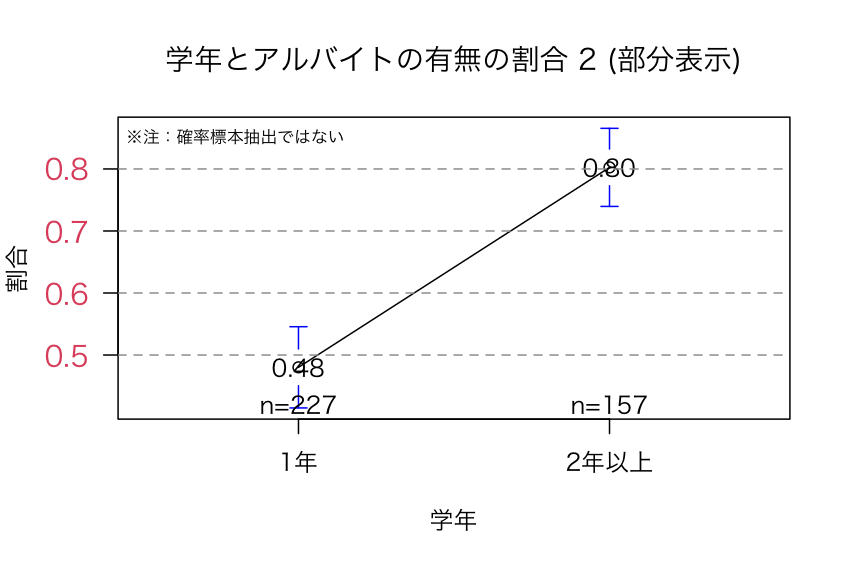 学年とアルバイトの有無の割合 2 (部分表示)
※注：確率標本抽出ではない
割合
0.8
0.7
0.6
0.5
0.80
0.48
n=227
n=157
1年
2年以上
学年